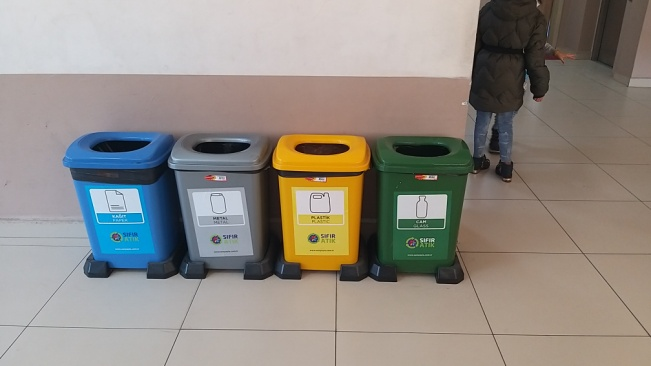 KAĞIT
PAPER
SIFIR
ATIK
METAL
METAL
SIFIR
ATIK
PLASTİK
PLASTIC
SIFIR
ATIK
CAM
GLASS
SIFIR
ATIK